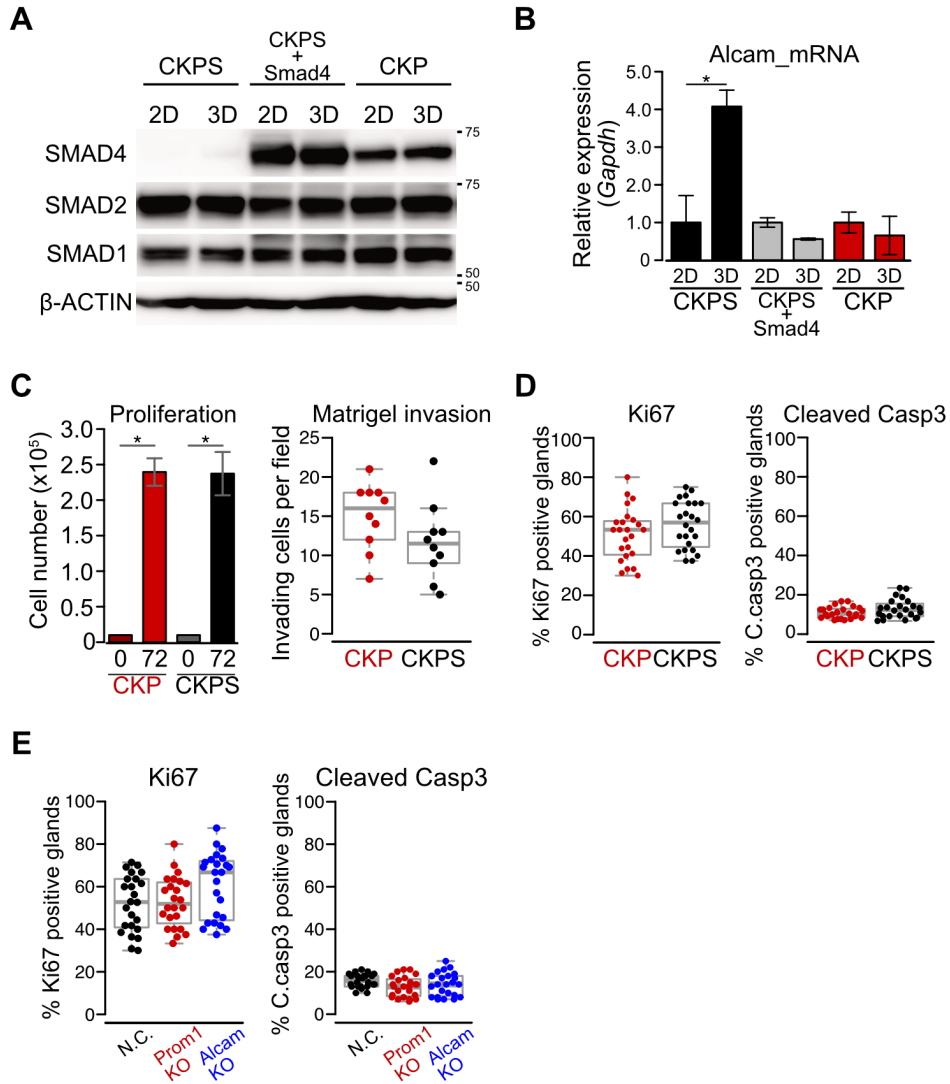 A
CKPS
CKPS
+
Smad4
CKP
2D 3D 2D 3D 2D 3D
SMAD4
75
SMAD2
75
SMAD1
50
β-ACTIN
50
B
Alcam_mRNA
Relative expression
(Gapdh)
5.0
4.0
2.0
1.0
0
*
2D 3D 2D 3D 2D 3D
CKPS
CKPS
+
Smad4
CKP
C
Proliferation
Cell number (x10⁵)
3.0
2.5
2.0
1.5
1.0
0.5
0
* *
0 72 0 72
CKP CKPS
Matrigel invasion
Invading cells per field
25
20
15
10
5
0
CKP CKPS
D
Ki67
% Ki67 positive glands
100
80
60
40
20
0
CKP CKPS
Cleaved Casp3
% C.casp3 positive glands
100
80
60
40
20
0
CKP CKPS
E
Ki67
% Ki67 positive glands
100
80
60
40
20
0
N.C.
Prom1
KO
Alcam
KO
Cleaved Casp3
% C.casp3 positive glands
100
80
60
40
20
0
N.C.
Prom1
KO
Alcam
KO